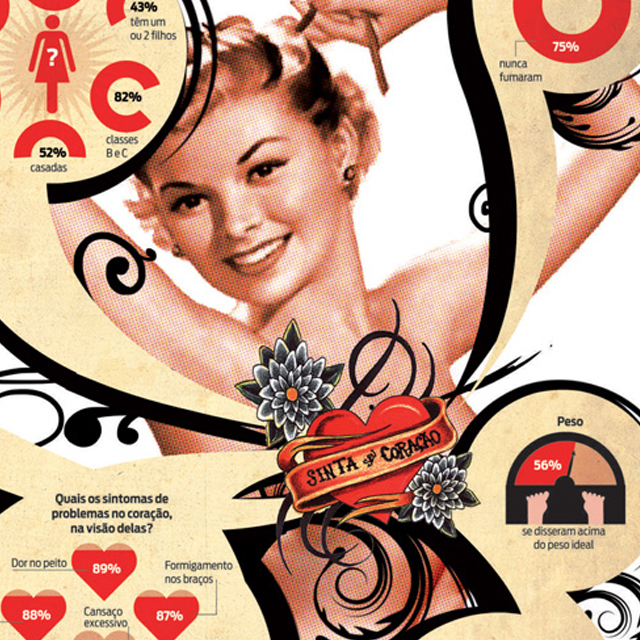 43%
têm um
ou 2 filhos
?
82%
classes
B e C
52%
casadas
75%
nunca
fumaram
SINTA seu CORAÇÃO
Peso
56%
se disseram acima
do peso ideal
Quais os sintomas de
problemas no coração,
na visão delas?
Dor no peito
89%
Formigamento
nos braços
88%
Cansaço
excessivo
87%